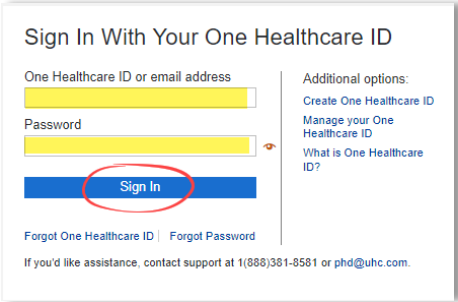 Sign In With Your One Healthcare ID
One Healthcare ID or email address
Password
Sign In
Forgot One Healthcare ID
Forgot Password
Additional options:
Create One Healthcare ID
Manage your One
Healthcare ID
What is One Healthcare
ID?
If you'd like assistance, contact support at 1(888)381-8581 or phd@uhc.com.